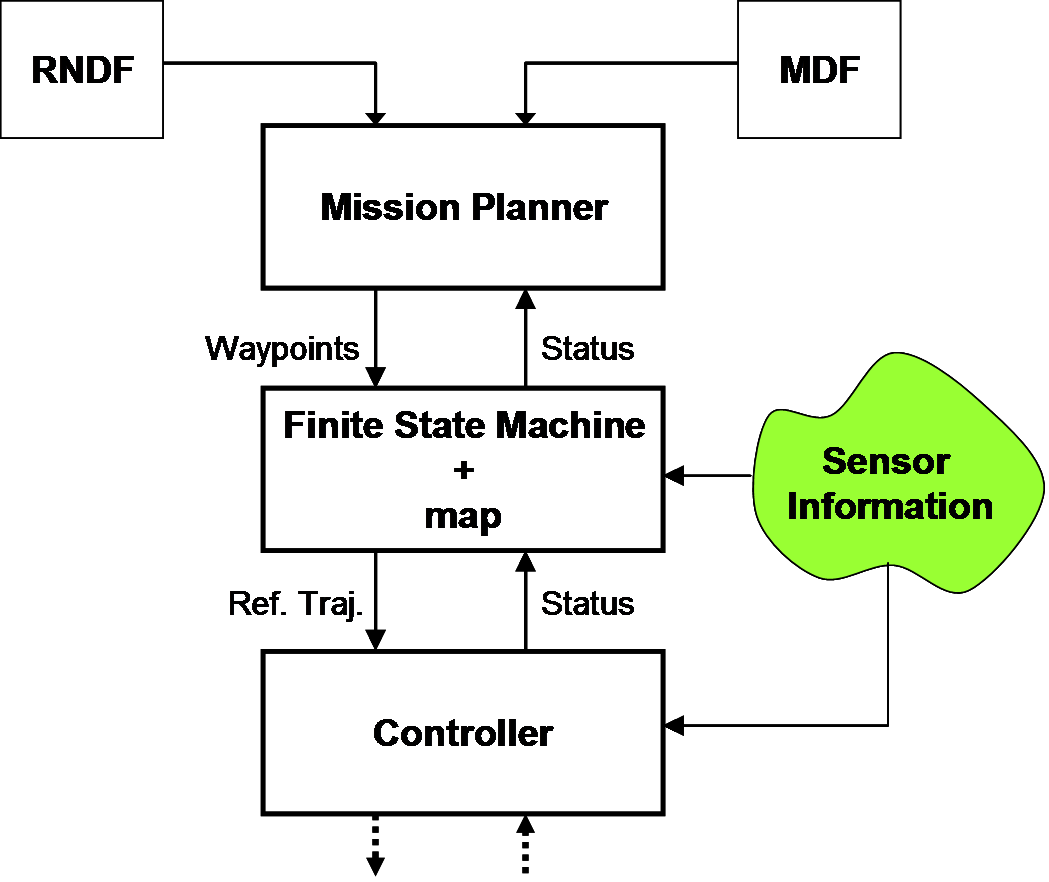 RNDF
MDF
Mission Planner
Waypoints
Status
Finite State Machine
+
map
Sensor
Information
Ref. Traj.
Status
Controller